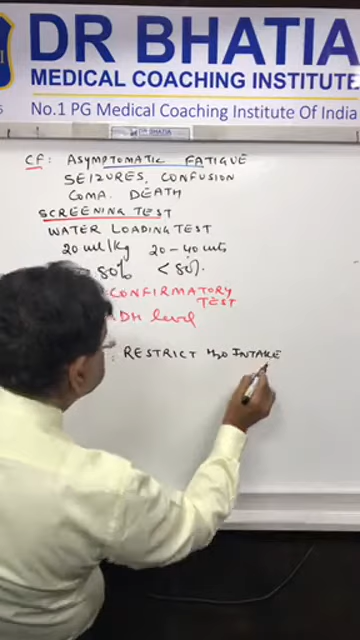 DR BHATIA
MEDICAL COACHING INSTITUTE
No.1 PG Medical Coaching Institute Of India
DR BHATIA
CF: ASYMPTOMATIC FATIGUE
SEIZURES, CONFUSION
COMA. DEATH
SCREENING TEST
WATER LOADING TEST
20 ml/kg 20-40 mts
80% <80%.
CONFIRMATORY
TEST
DH level
: RESTRICT H2O INTAKE